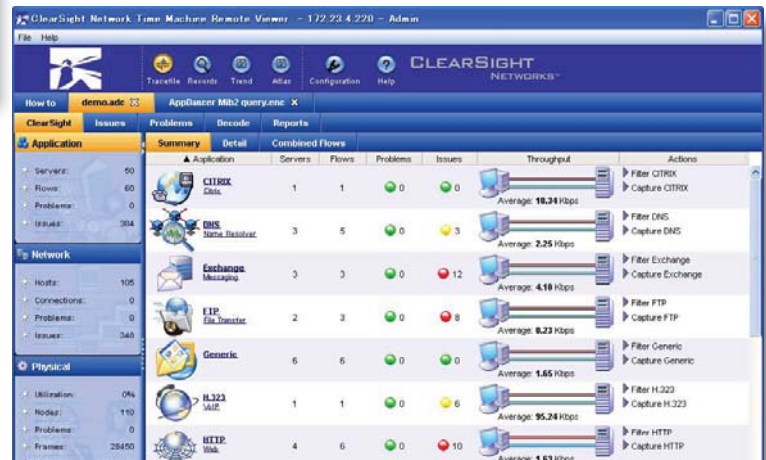 ClearSight Network Time Machine Remote Viewer - 172.23.4.220 - Admin
File Help
Tracefile Records Trend Atlas Configuration Help
CLEARSIGHT
NETWORKS
How to demo.adc AppDancer Mib2 query.enc X
ClearSight Issues Problems Decode Reports
Application Summary Detail Combined Flows
Application Servers Flows Problems Issues Throughput Actions
Servers: 50
Flows: 60
Problems: 0
Issues: 304
CITRIX
Citrix
1 1 0 0
Average: 10.34 Kbps
Filter CITRIX
Capture CITRIX
DNS
Name Resolver
3 5 0 3
Average: 2.25 Kbps
Filter DNS
Capture DNS
Network
Hosts: 105
Connections: 0
Problems: 0
Issues: 340
Exchange
Messaging
3 3 0 12
Average: 4.18 Kbps
Filter Exchange
Capture Exchange
FTP
File Transfer
2 3 0 8
Average: 0.23 Kbps
Filter FTP
Capture FTP
Physical
Utilization: 0%
Nodes: 110
Problems: 0
Frames: 28450
Generic
6 6 0 0
Average: 1.65 Kbps
Filter Generic
Capture Generic
H.323
VoIP
1 1 0 6
Average: 95.24 Kbps
Filter H.323
Capture H.323
HTTP
Web
4 6 0 10
Average: 1.63 Kbps
Filter HTTP
Capture HTTP